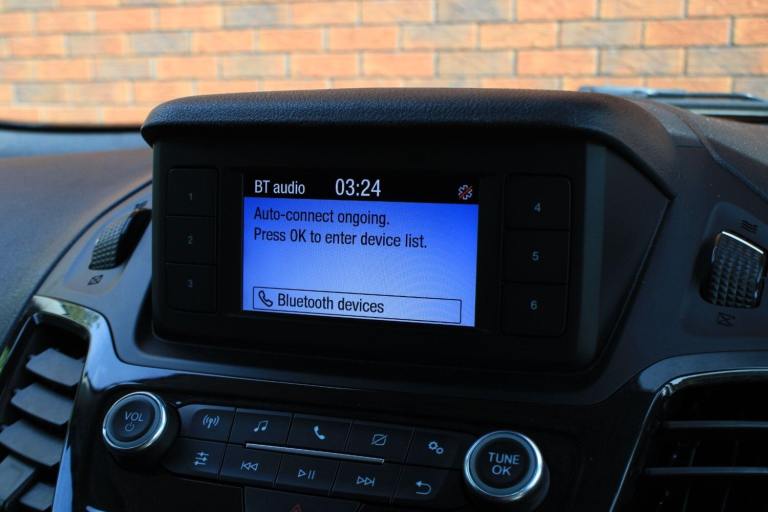 BT audio 03:24
Auto-connect ongoing.
Press OK to enter device list.
Bluetooth devices
1
2
3
4
5
6
VOL
TUNE
OK